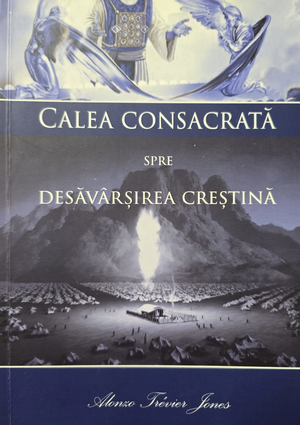 CALEA CONSACRATĂ
SPRE
DESĂVÂRȘIREA CREȘTINĂ
Alonzo Trévier Jones